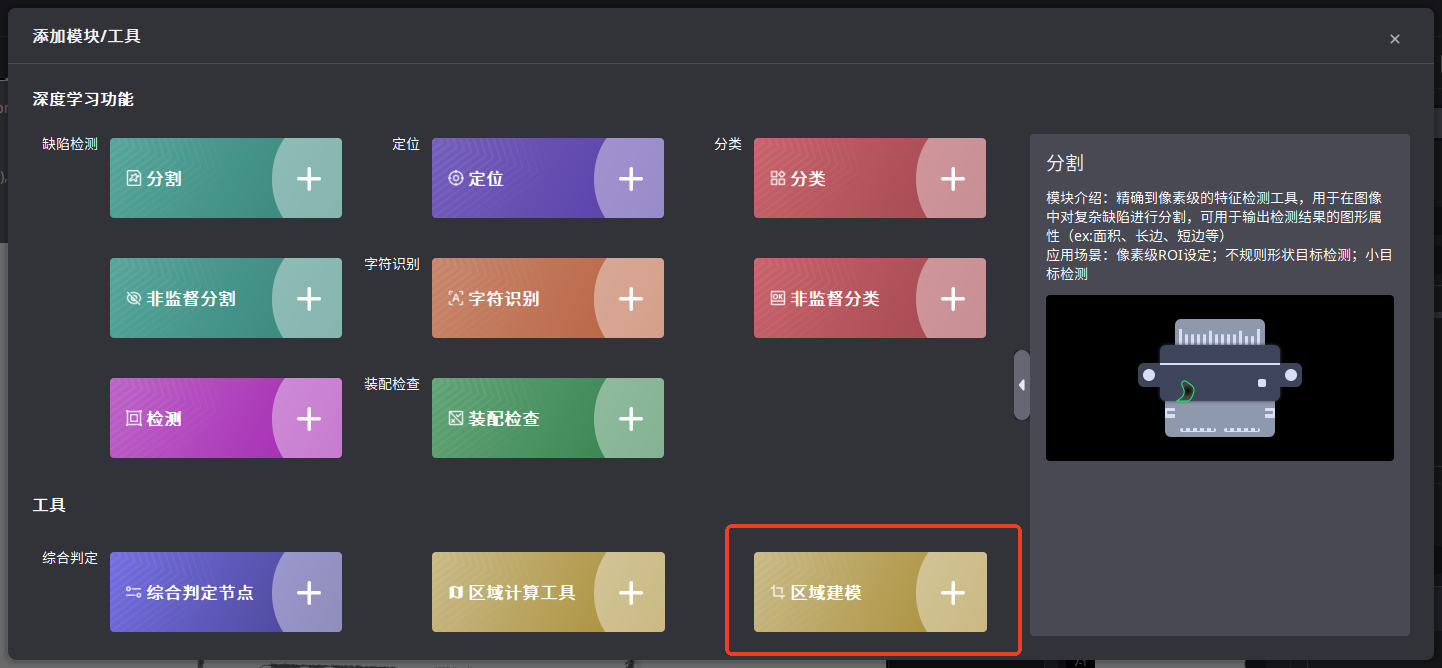 添加模块/工具
深度学习功能
缺陷检测
分割
定位
定位
分类
分类
非监督分割
字符识别
字符识别
非监督分类
检测
装配检查
装配检查
工具
综合判定
综合判定节点
区域计算工具
区域建模
分割
模块介绍：精确到像素级的特征检测工具，用于在图像
中对复杂缺陷进行分割，可用于输出检测结果的图形属
性（ex:面积、长边、短边等）
应用场景：像素级ROI设定；不规则形状目标检测；小目
标检测